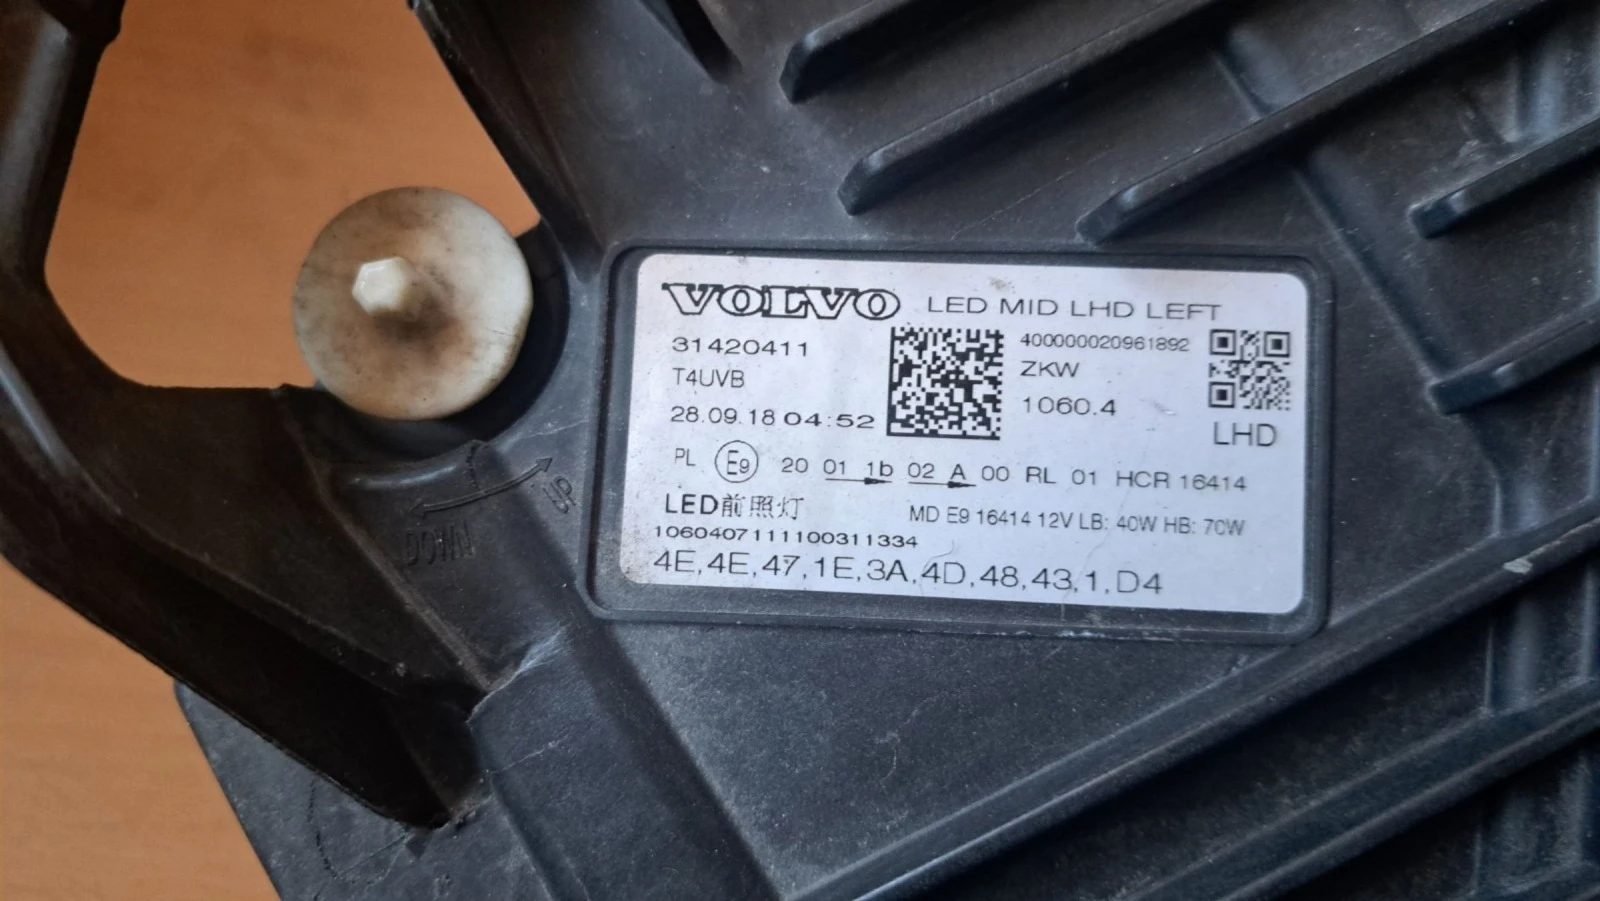 VOLVO LED MID LHD LEFT
31420411
T4UVB
28.09.18 04:52
400000020961892
ZKW
1060.4
LHD
PL E9 20 01 1b 02 A 00 RL 01 HCR 16414
LED前照灯 MD E9 16414 12V LB: 40W HB: 70W
1060407111100311334
4E,4E,47,1E,3A,4D,48,43,1,D4
UP
DOWN